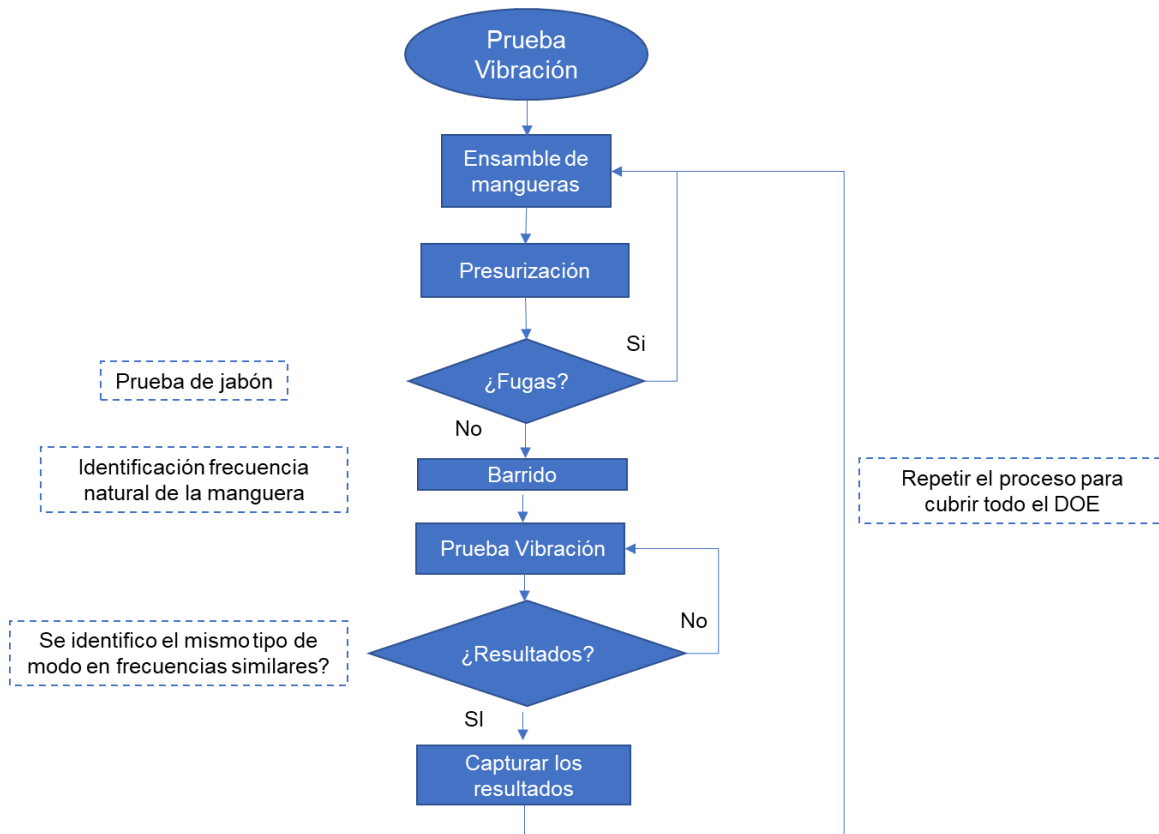 Prueba
Vibración
Ensamble de
mangueras
Presurización
Si
¿Fugas?
Prueba de jabón
No
Identificación frecuencia
natural de la manguera
Barrido
Repetir el proceso para
cubrir todo el DOE
Prueba Vibración
No
Se identifico el mismo tipo de
modo en frecuencias similares?
¿Resultados?
SI
Capturar los
resultados